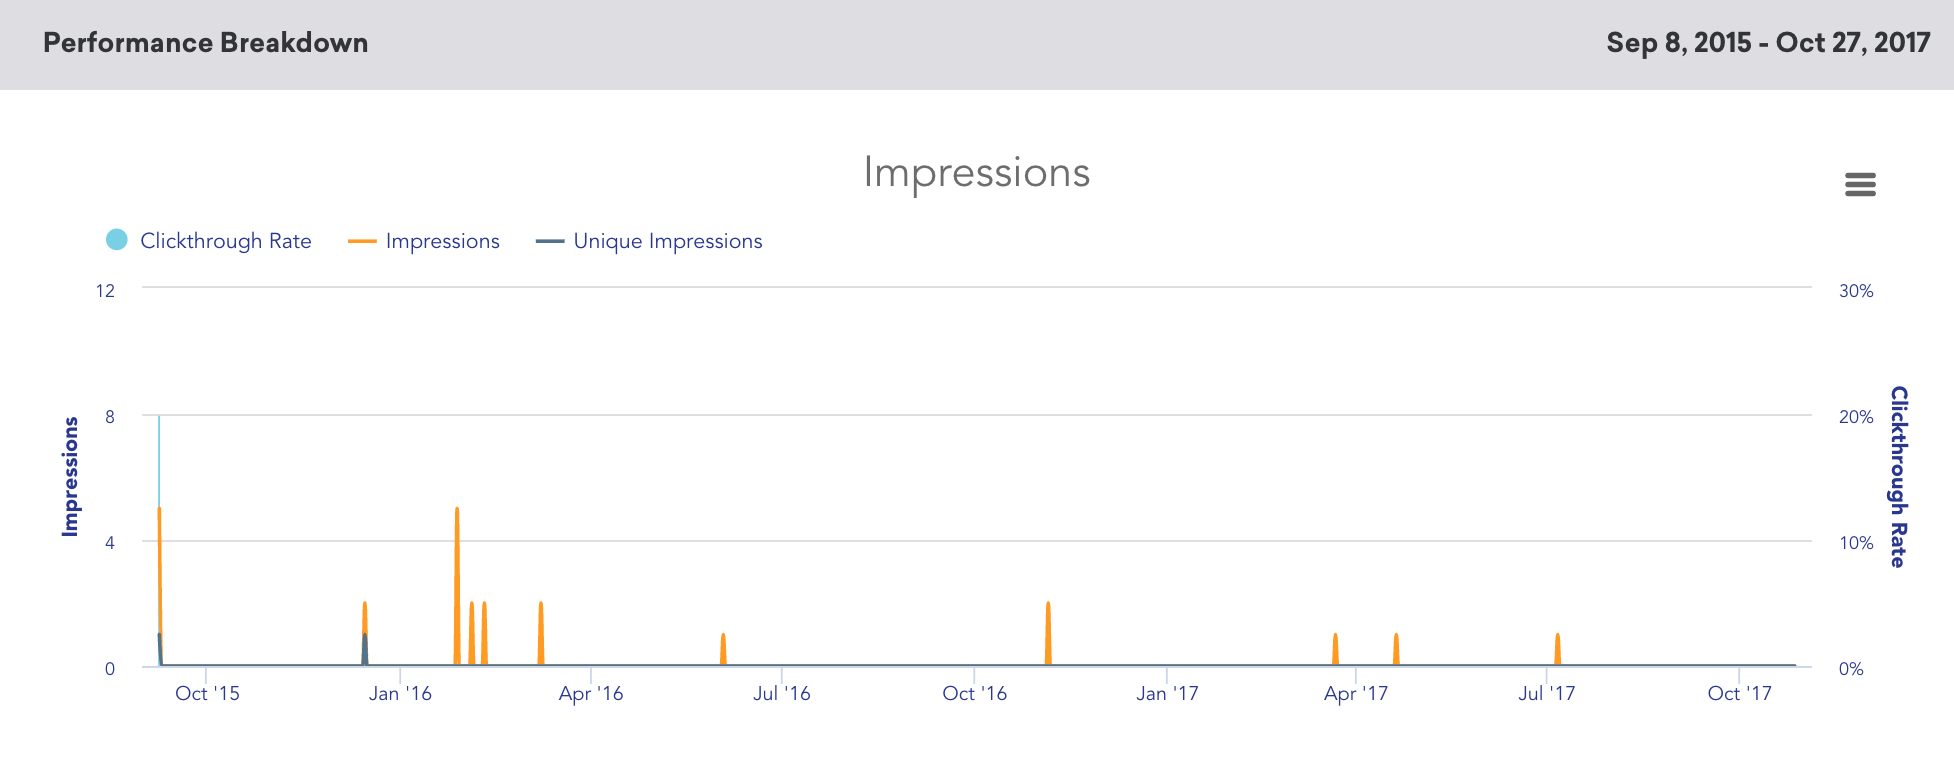 Performance Breakdown
Sep 8, 2015 - Oct 27, 2017
Impressions
Clickthrough Rate
Impressions
Unique Impressions
12
8
4
0
Impressions
30%
20%
10%
0%
Clickthrough Rate
Oct '15
Jan '16
Apr '16
Jul '16
Oct '16
Jan '17
Apr '17
Jul '17
Oct '17